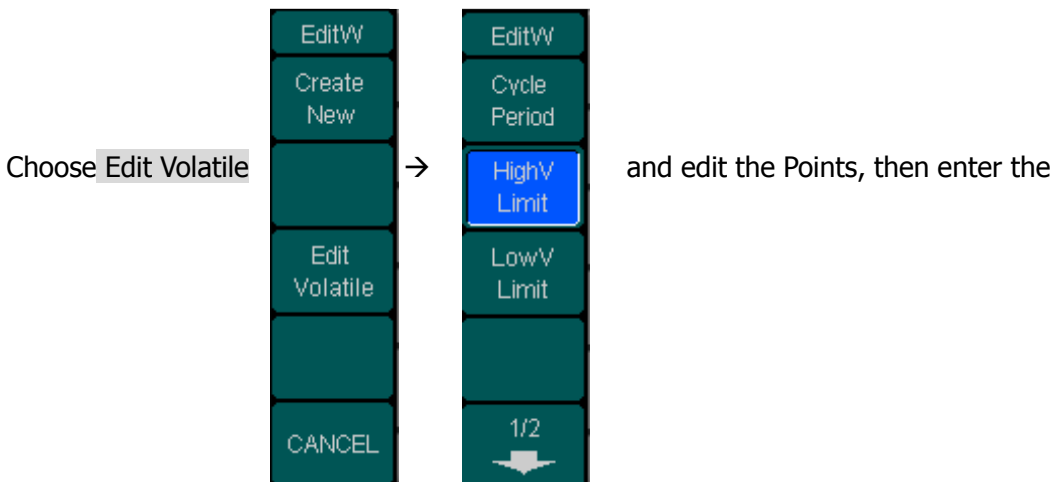 Choose Edit Volatile
EditW
Create
New
Edit
Volatile
CANCEL
→
EditW
Cycle
Period
HighV
Limit
LowV
Limit
1/2
and edit the Points, then enter the